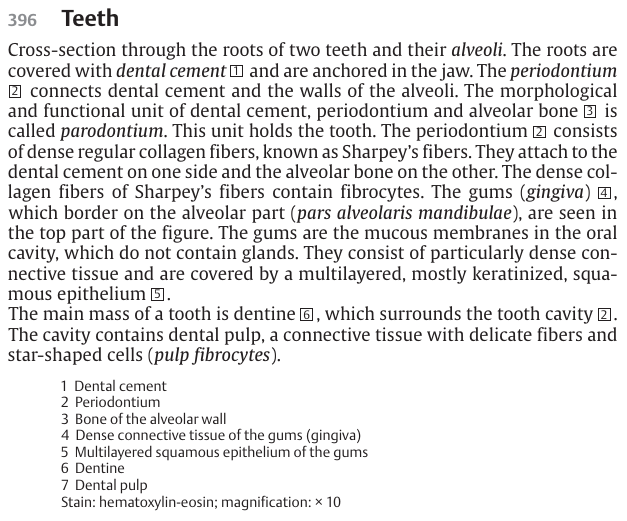 396 Teeth
Cross-section through the roots of two teeth and their alveoli. The roots are
covered with dental cement 1 and are anchored in the jaw. The periodontium
2 connects dental cement and the walls of the alveoli. The morphological
and functional unit of dental cement, periodontium and alveolar bone 3 is
called parodontium. This unit holds the tooth. The periodontium 2 consists
of dense regular collagen fibers, known as Sharpey's fibers. They attach to the
dental cement on one side and the alveolar bone on the other. The dense col-
lagen fibers of Sharpey's fibers contain fibrocytes. The gums (gingiva) 4,
which border on the alveolar part (pars alveolaris mandibulae), are seen in
the top part of the figure. The gums are the mucous membranes in the oral
cavity, which do not contain glands. They consist of particularly dense con-
nective tissue and are covered by a multilayered, mostly keratinized, squa-
mous epithelium 5.
The main mass of a tooth is dentine 6, which surrounds the tooth cavity 2.
The cavity contains dental pulp, a connective tissue with delicate fibers and
star-shaped cells (pulp fibrocytes).
1 Dental cement
2 Periodontium
3 Bone of the alveolar wall
4 Dense connective tissue of the gums (gingiva)
5 Multilayered squamous epithelium of the gums
6 Dentine
7 Dental pulp
Stain: hematoxylin-eosin; magnification: × 10